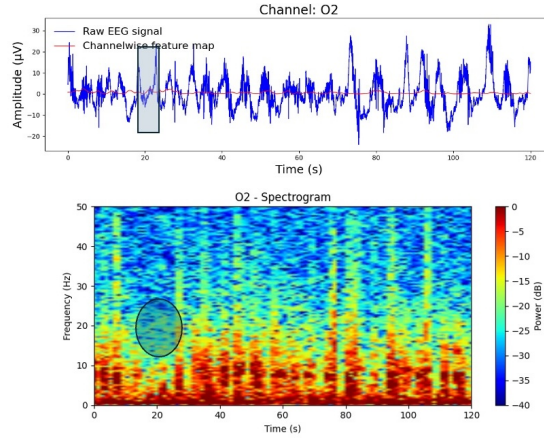 Channel: O2
Raw EEG signal
Channelwise feature map
Amplitude (µV)
30
20
10
0
−10
−20
0 20 40 60 80 100 120
Time (s)
O2 - Spectrogram
Frequency (Hz)
50
40
30
20
10
0
0 20 40 60 80 100 120
Time (s)
0
−5
−10
−15
−20
−25
−30
−35
−40
Power (dB)